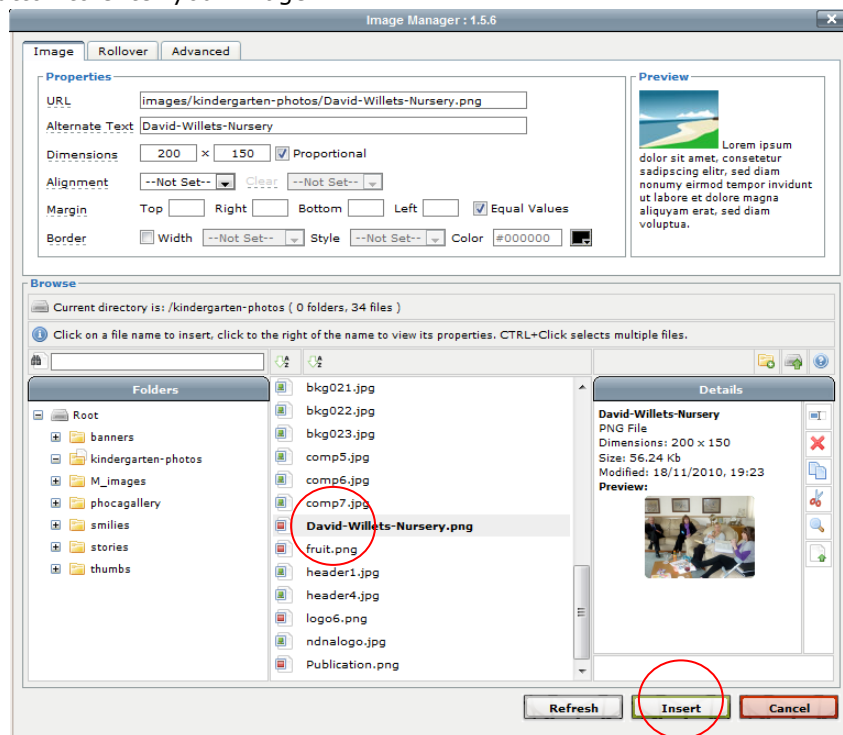 Image Manager : 1.5.6
Image Rollover Advanced
Properties
URL images/kindergarten-photos/David-Willets-Nursery.png
Alternate Text David-Willets-Nursery
Dimensions 200 x 150 Proportional
Alignment --Not Set-- Clear --Not Set--
Margin Top Right Bottom Left Equal Values
Border Width --Not Set-- Style --Not Set-- Color #000000
Preview
Lorem ipsum
dolor sit amet, consetetur
sadipscing elitr, sed diam
nonumy eirmod tempor invidunt
ut labore et dolore magna
aliquyam erat, sed diam
voluptua.
Browse
Current directory is: /kindergarten-photos ( 0 folders, 34 files )
Click on a file name to insert, click to the right of the name to view its properties. CTRL+Click selects multiple files.
Folders
Root
banners
kindergarten-photos
M_images
phocagallery
smilies
stories
thumbs
bkg021.jpg
bkg022.jpg
bkg023.jpg
comp5.jpg
comp6.jpg
comp7.jpg
David-Willets-Nursery.png
fruit.png
header1.jpg
header4.jpg
logo6.png
ndnalogo.jpg
Publication.png
Details
David-Willets-Nursery
PNG File
Dimensions: 200 x 150
Size: 56.24 Kb
Modified: 18/11/2010, 19:23
Preview:
Refresh Insert Cancel